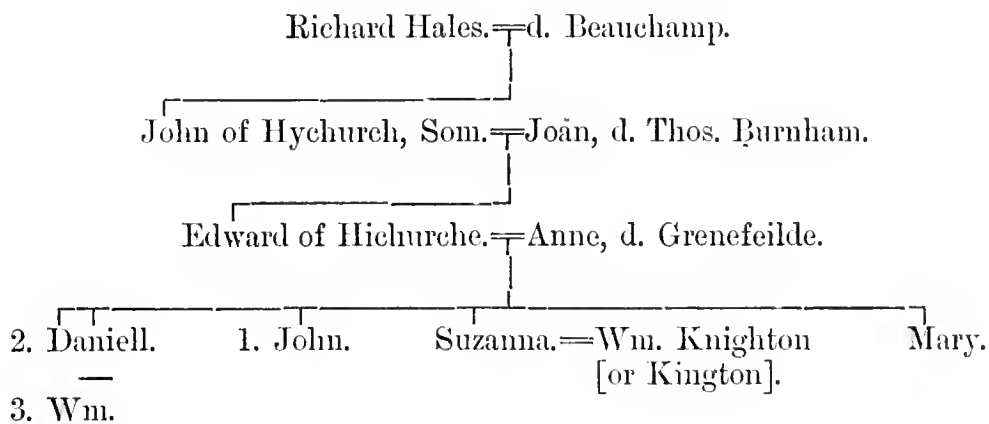 Richard Hales.=d. Beauchamp.
John of Hychurch, Som.=Joān, d. Thos. Burnham.
Edward of Hichurche.=Anne, d. Grenefeilde.
2. Daniell. 1. John. Suzanna.=Wm. Knighton Mary.
[or Kington].
3. Wm.